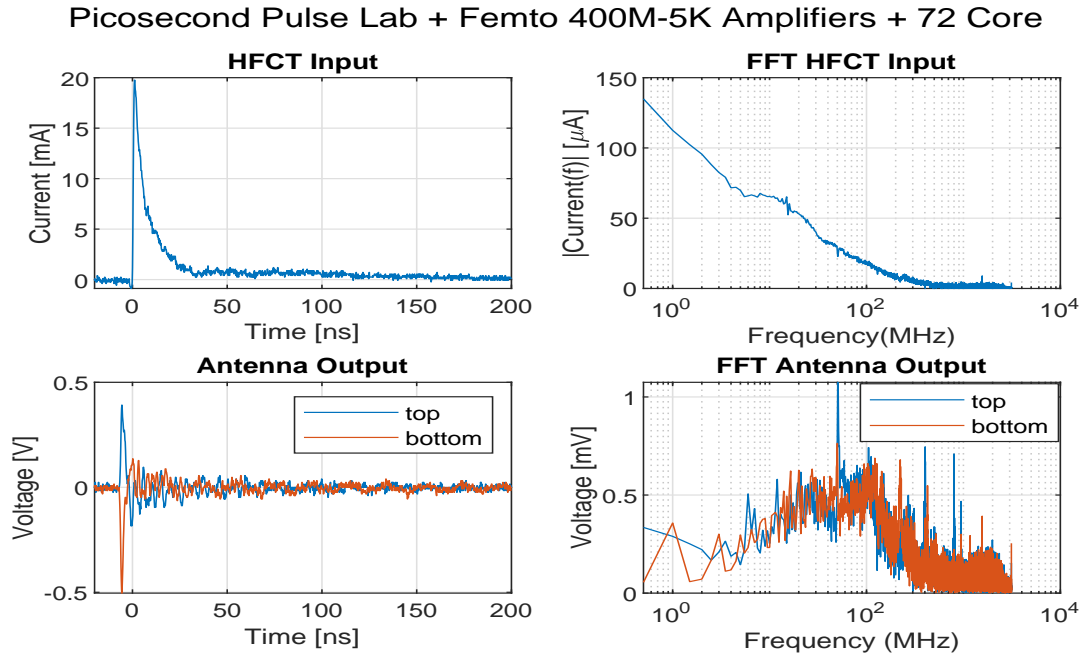 Picosecond Pulse Lab + Femto 400M-5K Amplifiers + 72 Core
HFCT Input
20
15
10
5
0
Current [mA]
0
50
100
150
200
Time [ns]
FFT HFCT Input
150
100
50
0
|Current(f)| [μA]
10^0
10^2
10^4
Frequency(MHz)
Antenna Output
0.5
0
-0.5
Voltage [V]
top
bottom
0
50
100
150
200
Time [ns]
FFT Antenna Output
1
0.5
0
Voltage [mV]
top
bottom
10^0
10^2
10^4
Frequency (MHz)